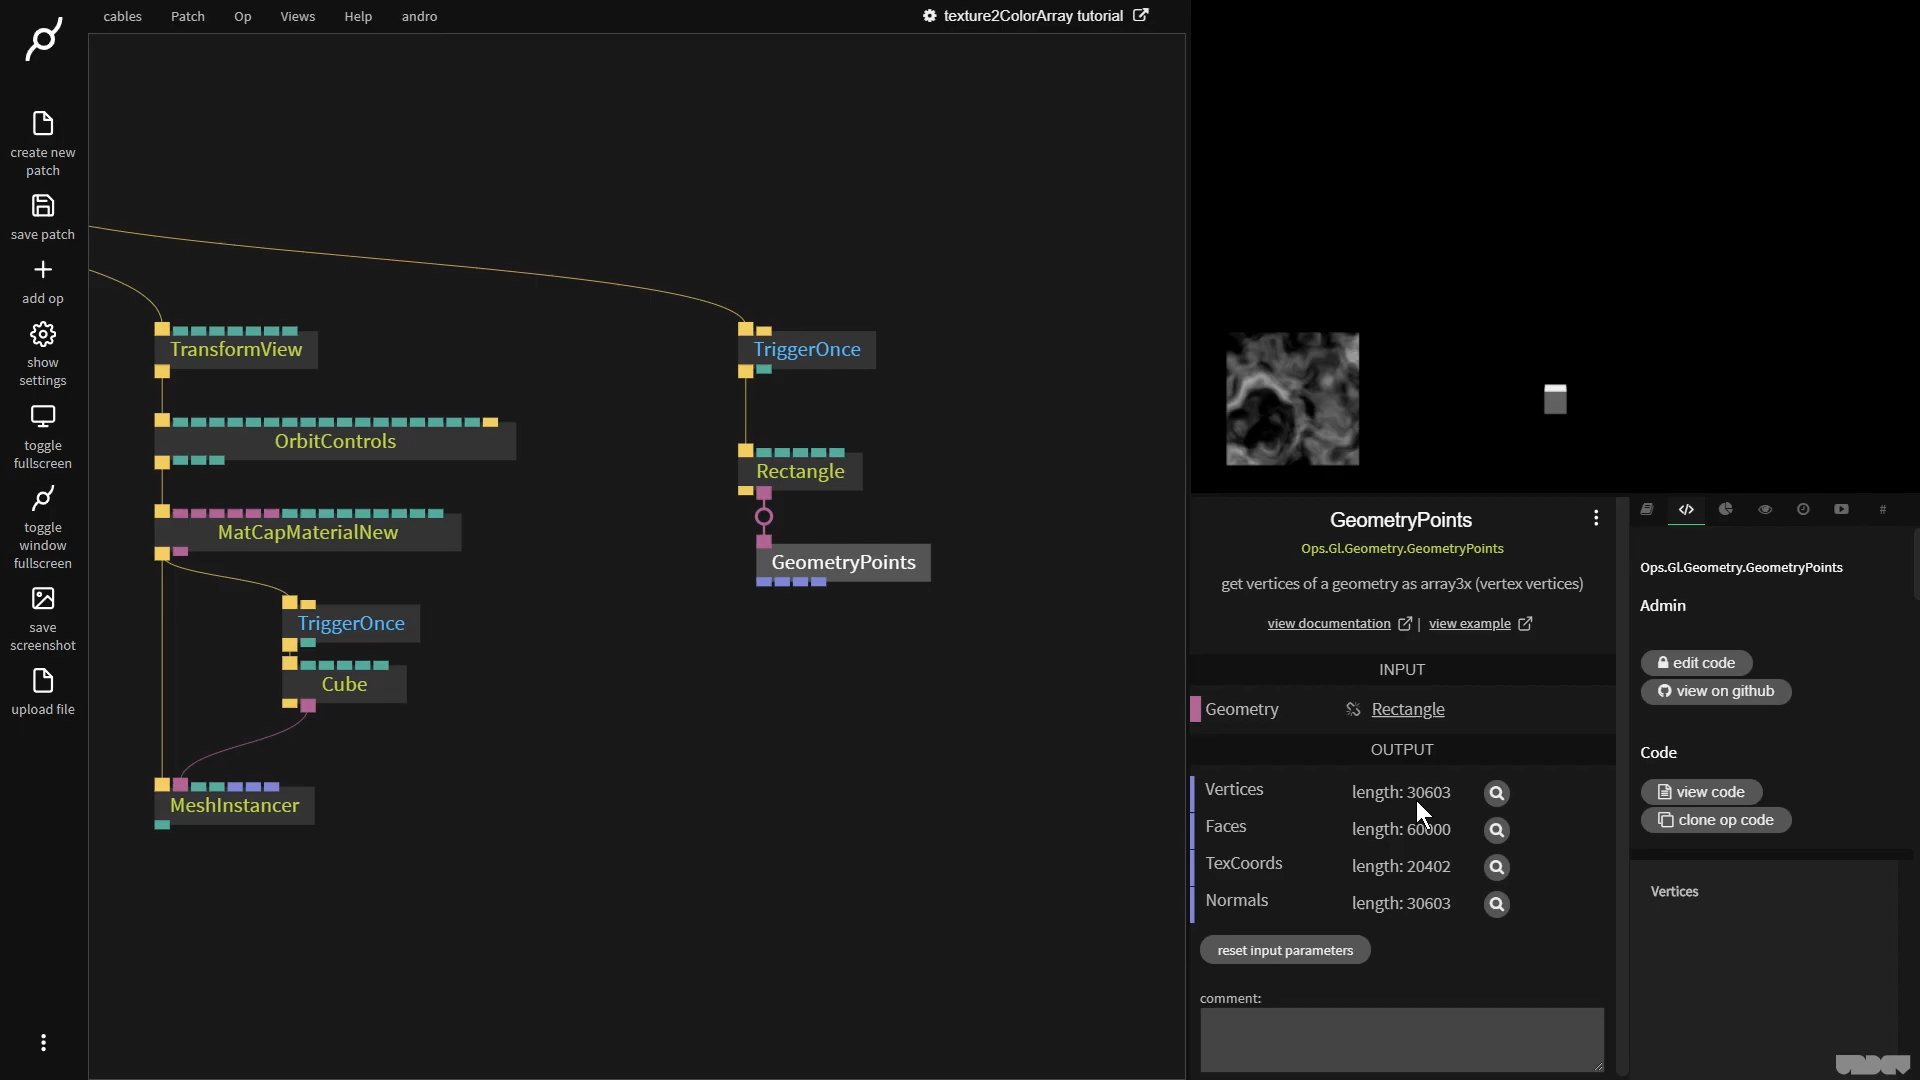 cables
Patch
Op
Views
Help
andro
texture2ColorArray tutorial
create new
patch
save patch
add op
show
settings
toggle
fullscreen
toggle
window
fullscreen
save
screenshot
upload file
TransformView
OrbitControls
MatCapMaterialNew
TriggerOnce
Cube
MeshInstancer
TriggerOnce
Rectangle
GeometryPoints
GeometryPoints
Ops.Gl.Geometry.GeometryPoints
get vertices of a geometry as array3x (vertex vertices)
view documentation | view example
INPUT
Geometry Rectangle
OUTPUT
Vertices length: 30603
Faces length: 60000
TexCoords length: 20402
Normals length: 30603
reset input parameters
comment:
#
Ops.Gl.Geometry.GeometryPoints
Admin
edit code
view on github
Code
view code
clone op code
Vertices